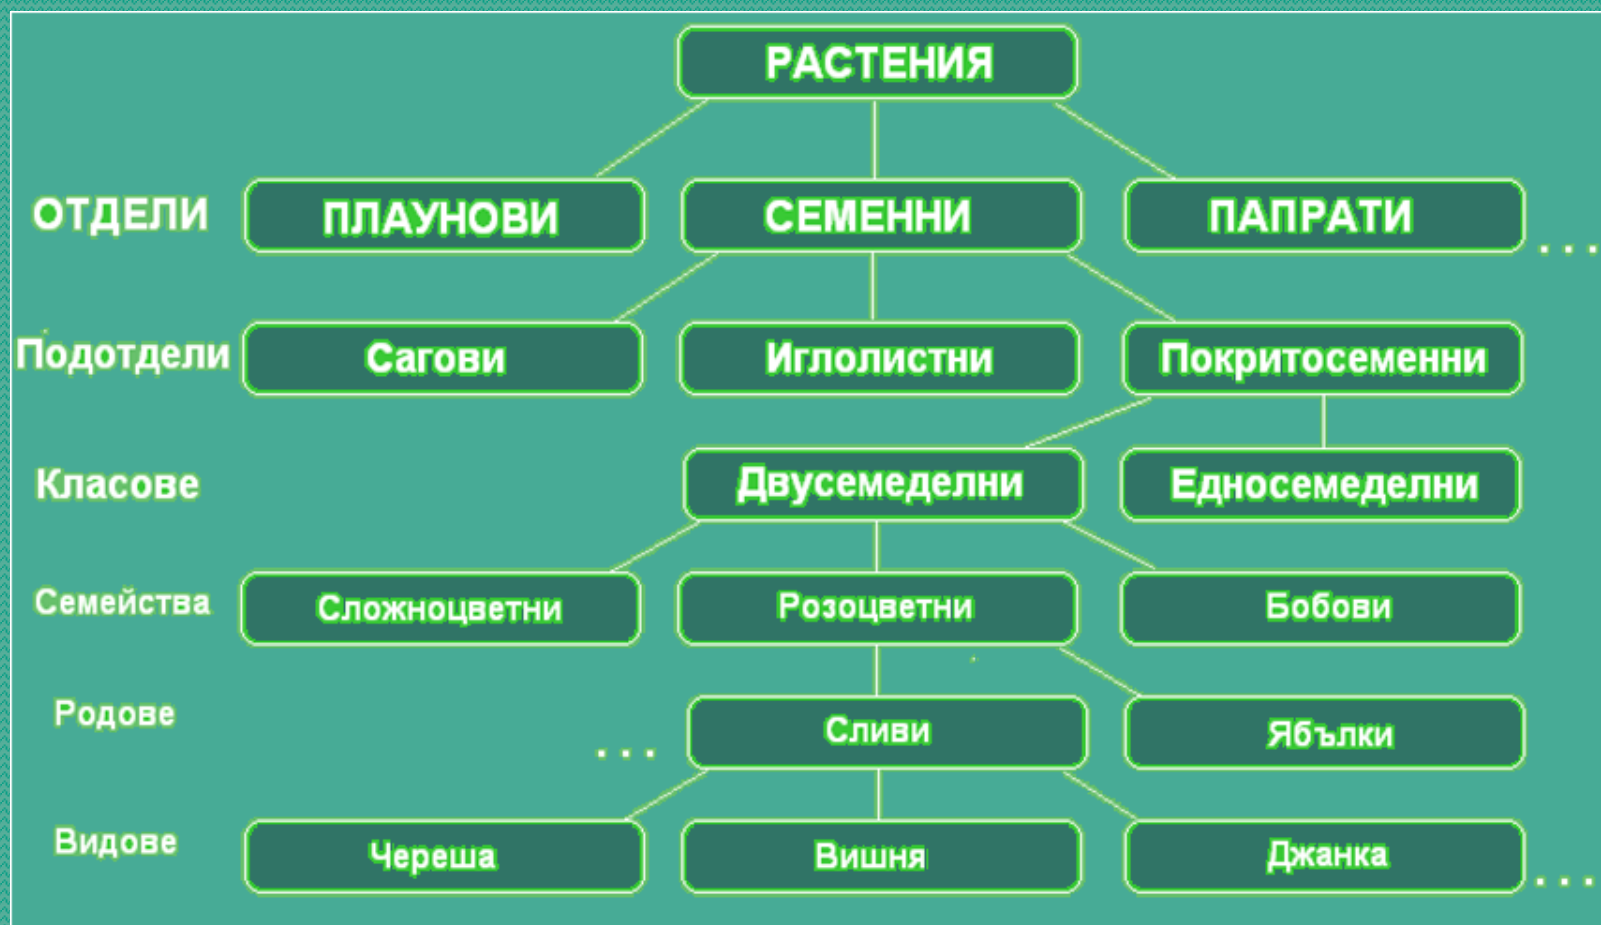 РАСТЕНИЯ
ОТДЕЛИ ПЛАУНОВИ СЕМЕННИ ПАПРАТИ ...
Подотдели Сагови Иглолистни Покритосеменни
Класове Двусемеделни Едносемеделни
Семейства Сложноцветни Розоцветни Бобови
Родове ... Сливи Ябълки
Видове Череша Вишня Джанка ...